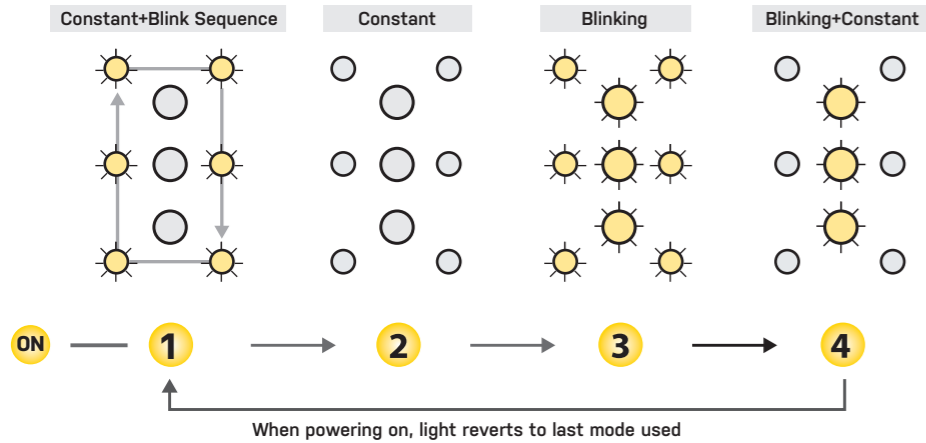 Constant+Blink Sequence
Constant
Blinking
Blinking+Constant
ON
1
2
3
4
When powering on, light reverts to last mode used